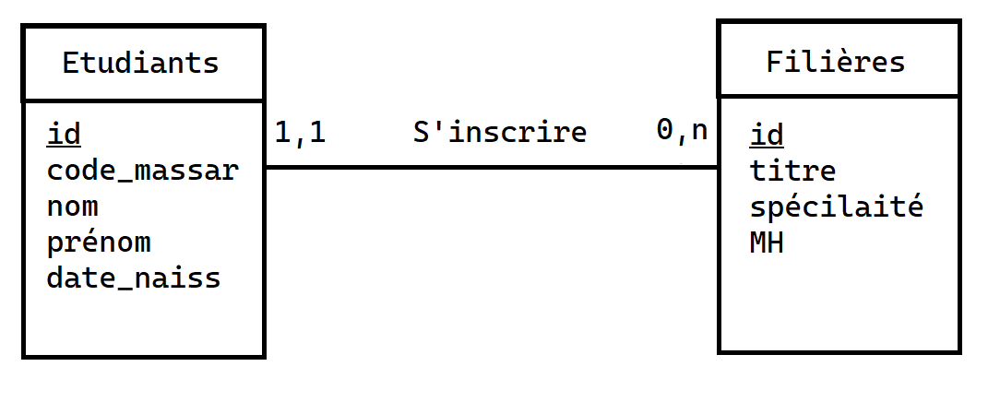 Etudiants
id
code_massar
nom
prénom
date_naiss
1,1
S'inscrire
0,n
Filières
id
titre
spécilaité
MH